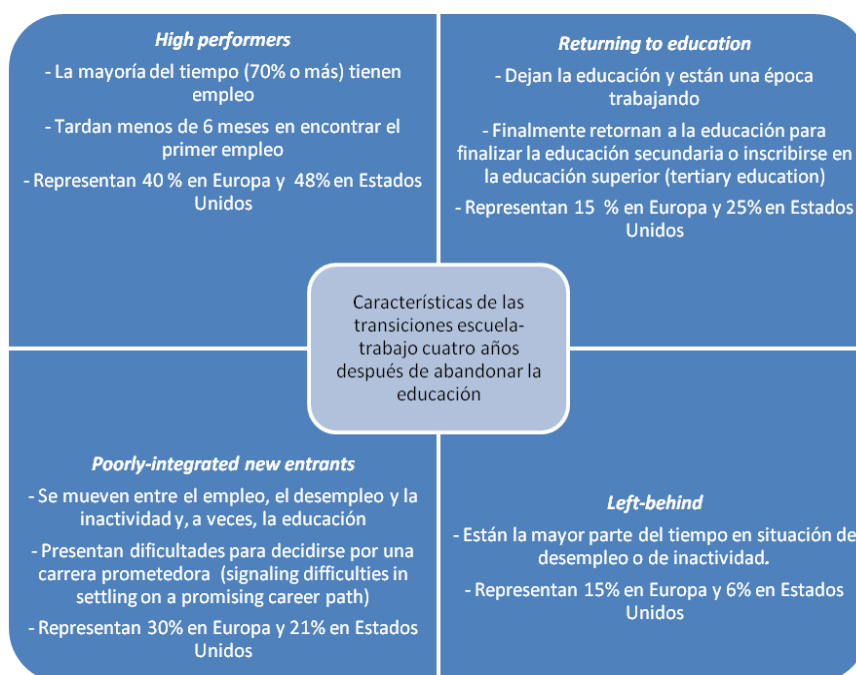 High performers
- La mayoría del tiempo (70% o más) tienen
empleo
- Tardan menos de 6 meses en encontrar el
primer empleo
- Representan 40 % en Europa y 48% en Estados
Unidos
Returning to education
- Dejan la educación y están una época
trabajando
- Finalmente retornan a la educación para
finalizar la educación secundaria o inscribirse en
la educación superior (tertiary education)
- Representan 15 % en Europa y 25% en Estados
Unidos
Características de las
transiciones escuela-
trabajo cuatro años
después de abandonar la
educación
Poorly-integrated new entrants
- Se mueven entre el empleo, el desempleo y la
inactividad y, a veces, la educación
- Presentan dificultades para decidirse por una
carrera prometedora (signaling difficulties in
settling on a promising career path)
- Representan 30% en Europa y 21% en Estados
Unidos
Left-behind
- Están la mayor parte del tiempo en situación de
desempleo o de inactividad.
- Representan 15% en Europa y 6% en Estados
Unidos